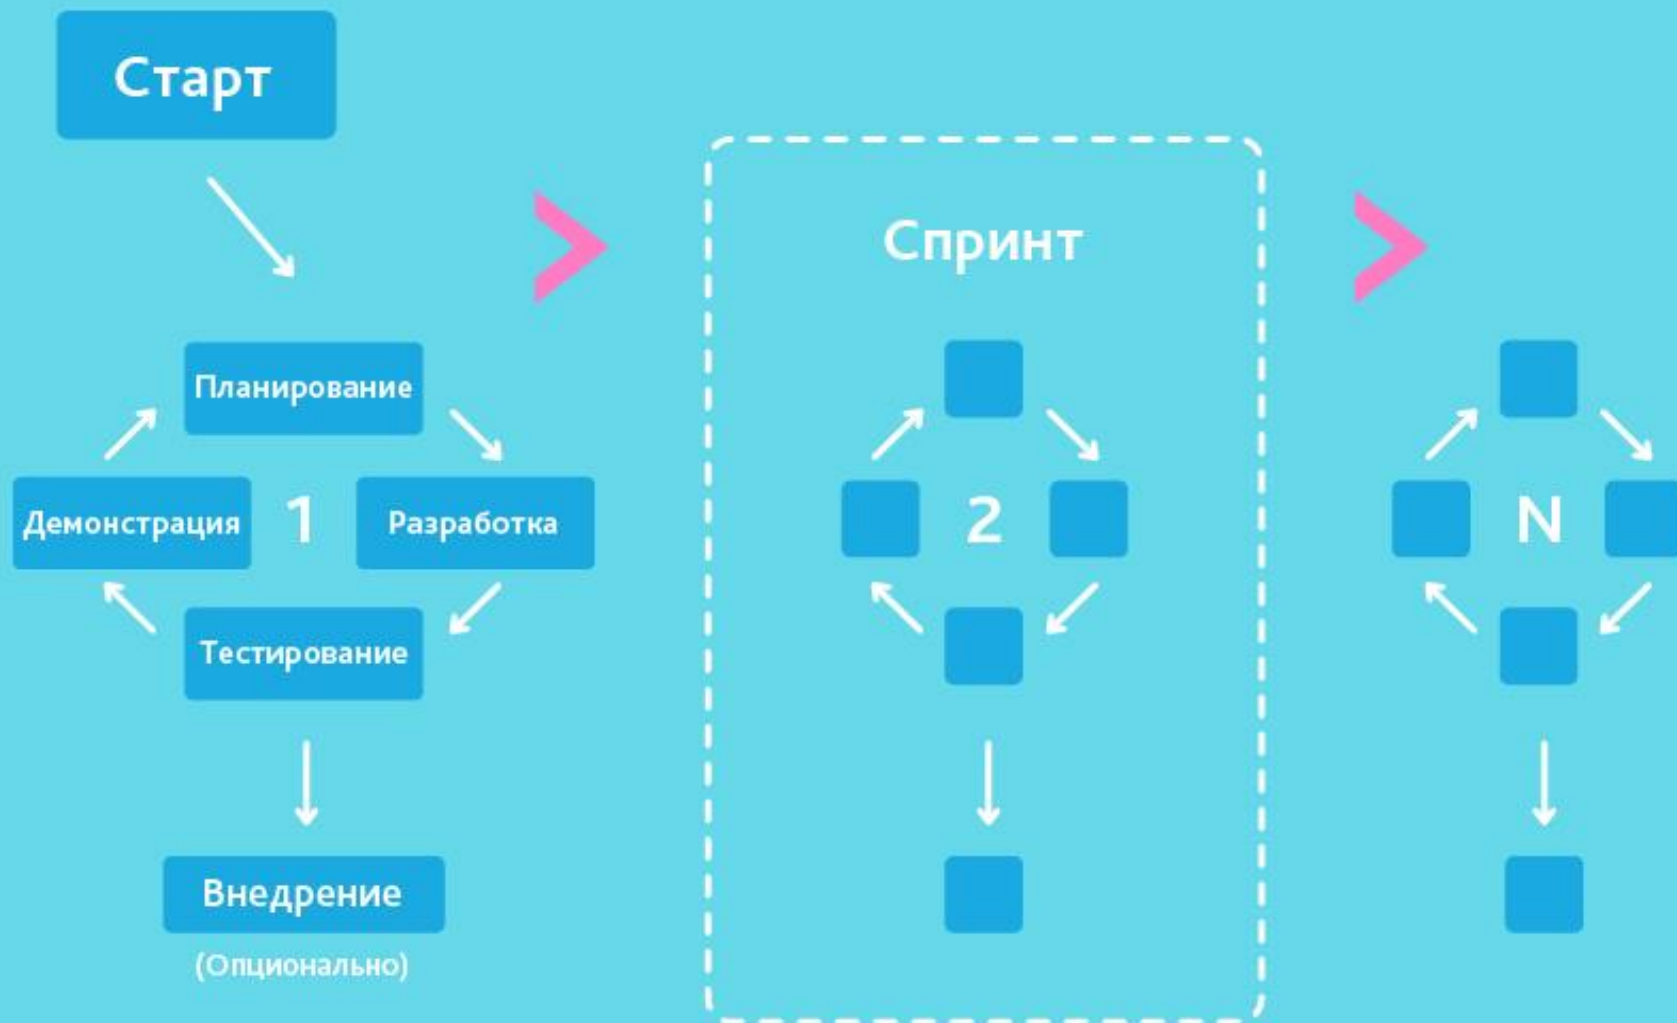 Старт
Спринт
Планирование
Демонстрация
1
Разработка
Тестирование
Внедрение
(Опционально)
2
N